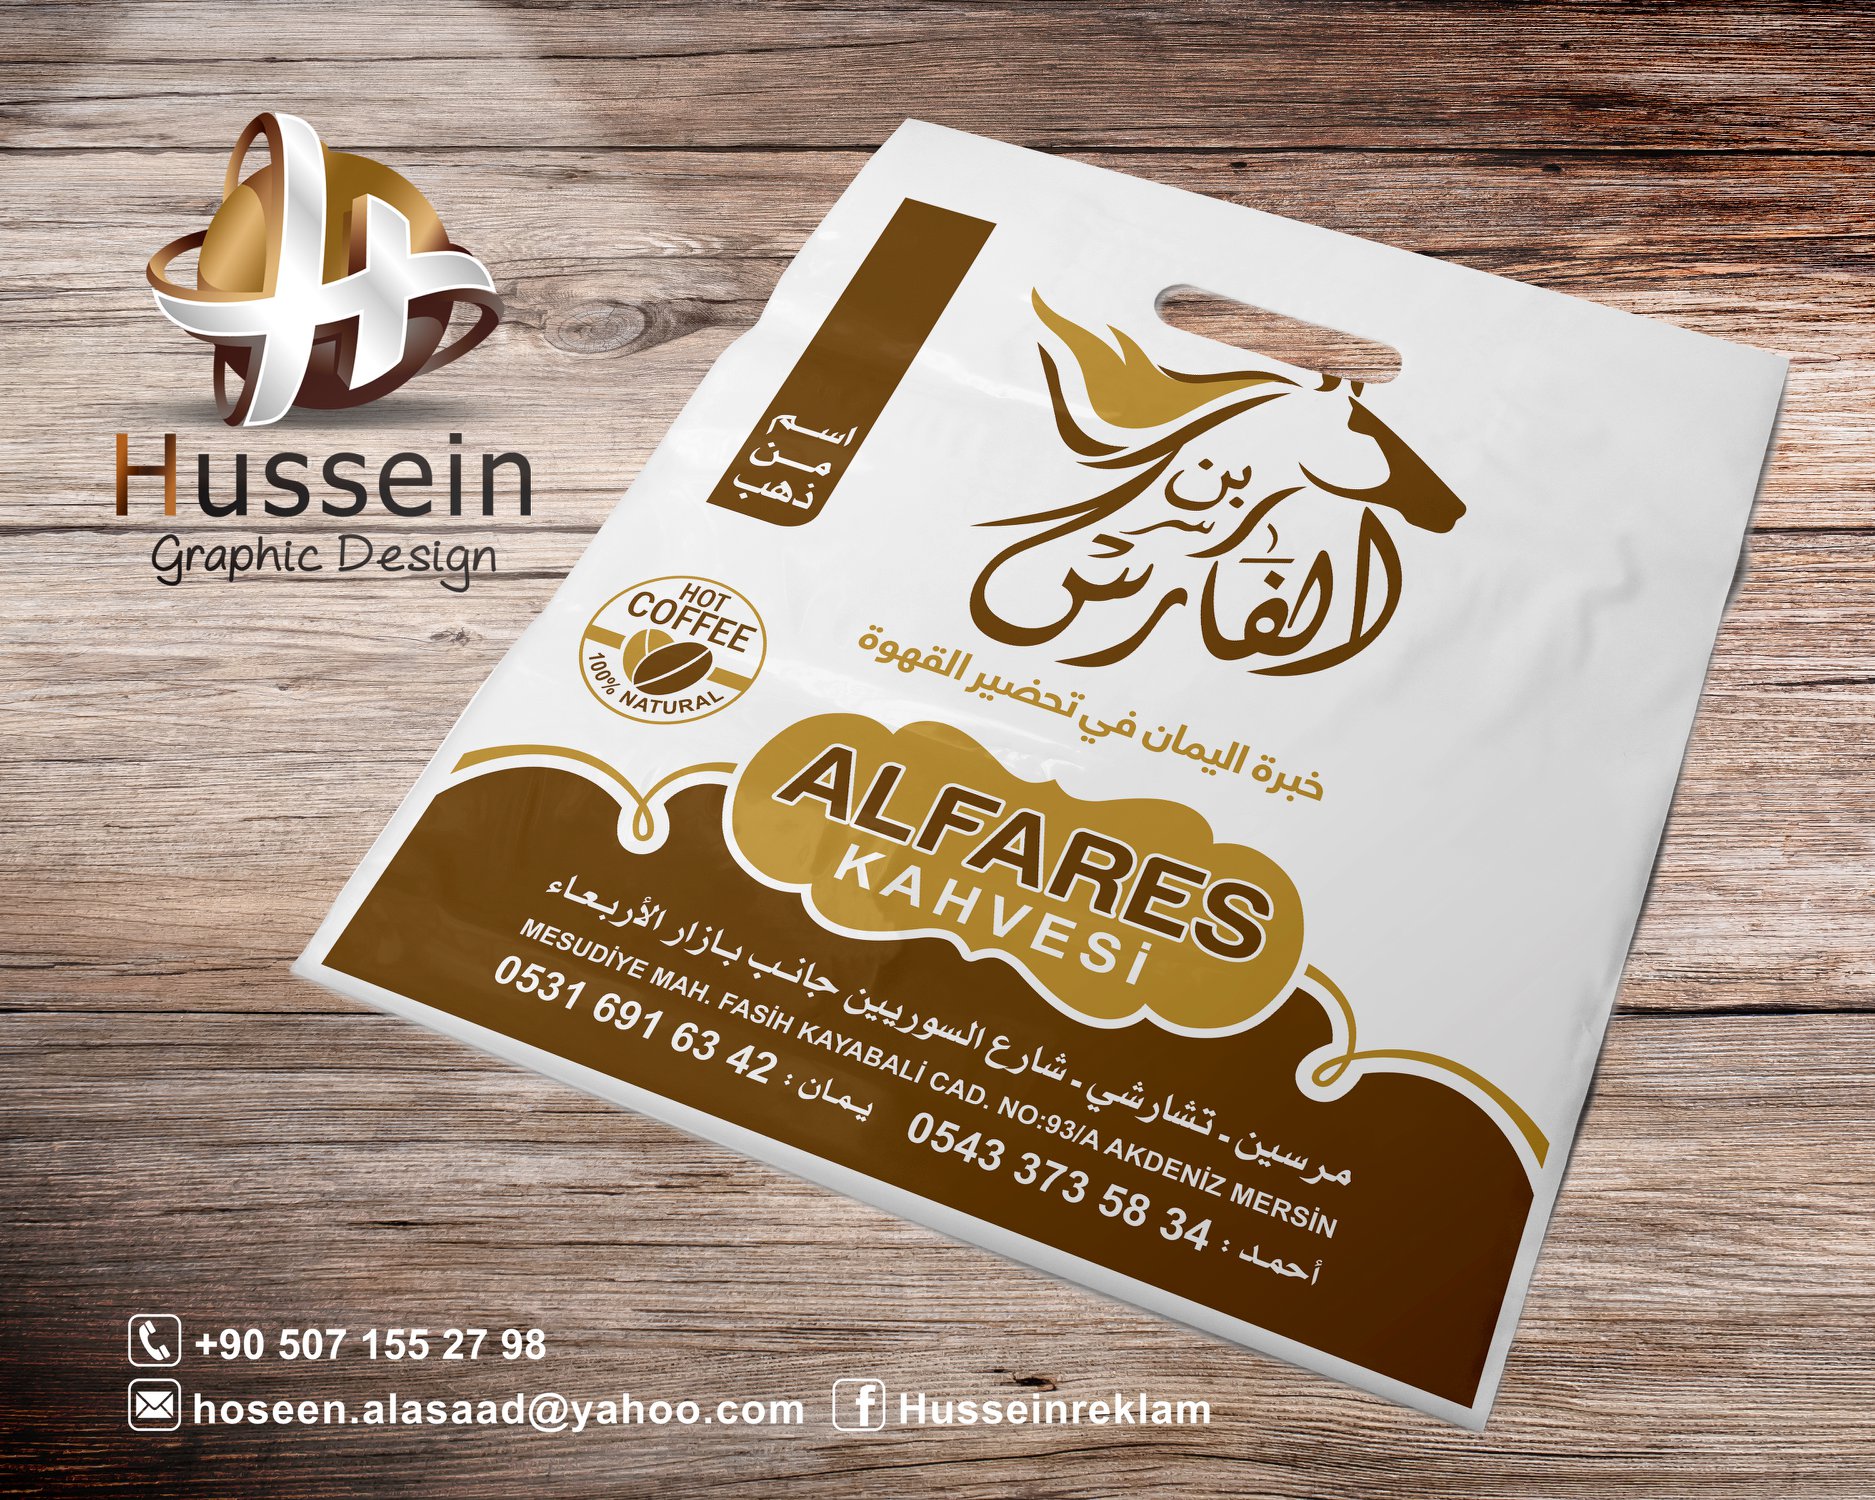 Hussein
Graphic Design
اسم
من
ذهب
بن
الفارس
HOT
COFFEE
100% NATURAL
خبرة اليمان في تحضير القهوة
ALFARES
KAHVESİ
مرسين - تشارشي - شارع السوريين جانب بازار الأربعاء
MESUDİYE MAH. FASİH KAYABALİ CAD. NO:93/A AKDENİZ MERSİN
أحمد : 0543 373 58 34 يمان : 0531 691 63 42
+90 507 155 27 98
hoseen.alasaad@yahoo.com
Husseinreklam